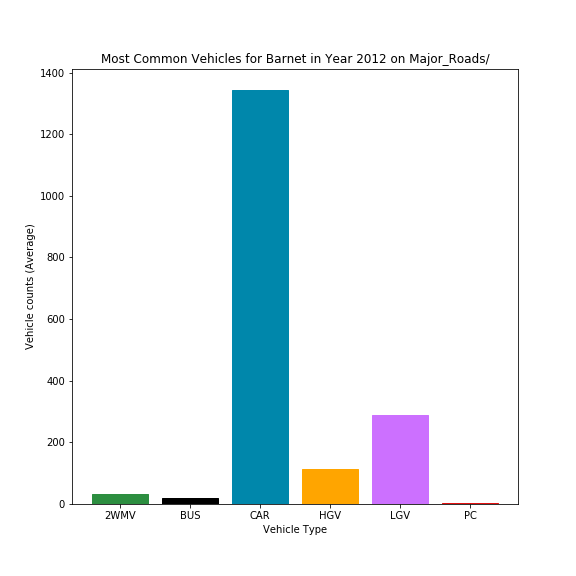 Most Common Vehicles for Barnet in Year 2012 on Major_Roads/
1400
1200
1000
800
600
400
200
0
Vehicle counts (Average)
2WMV BUS CAR HGV LGV PC
Vehicle Type